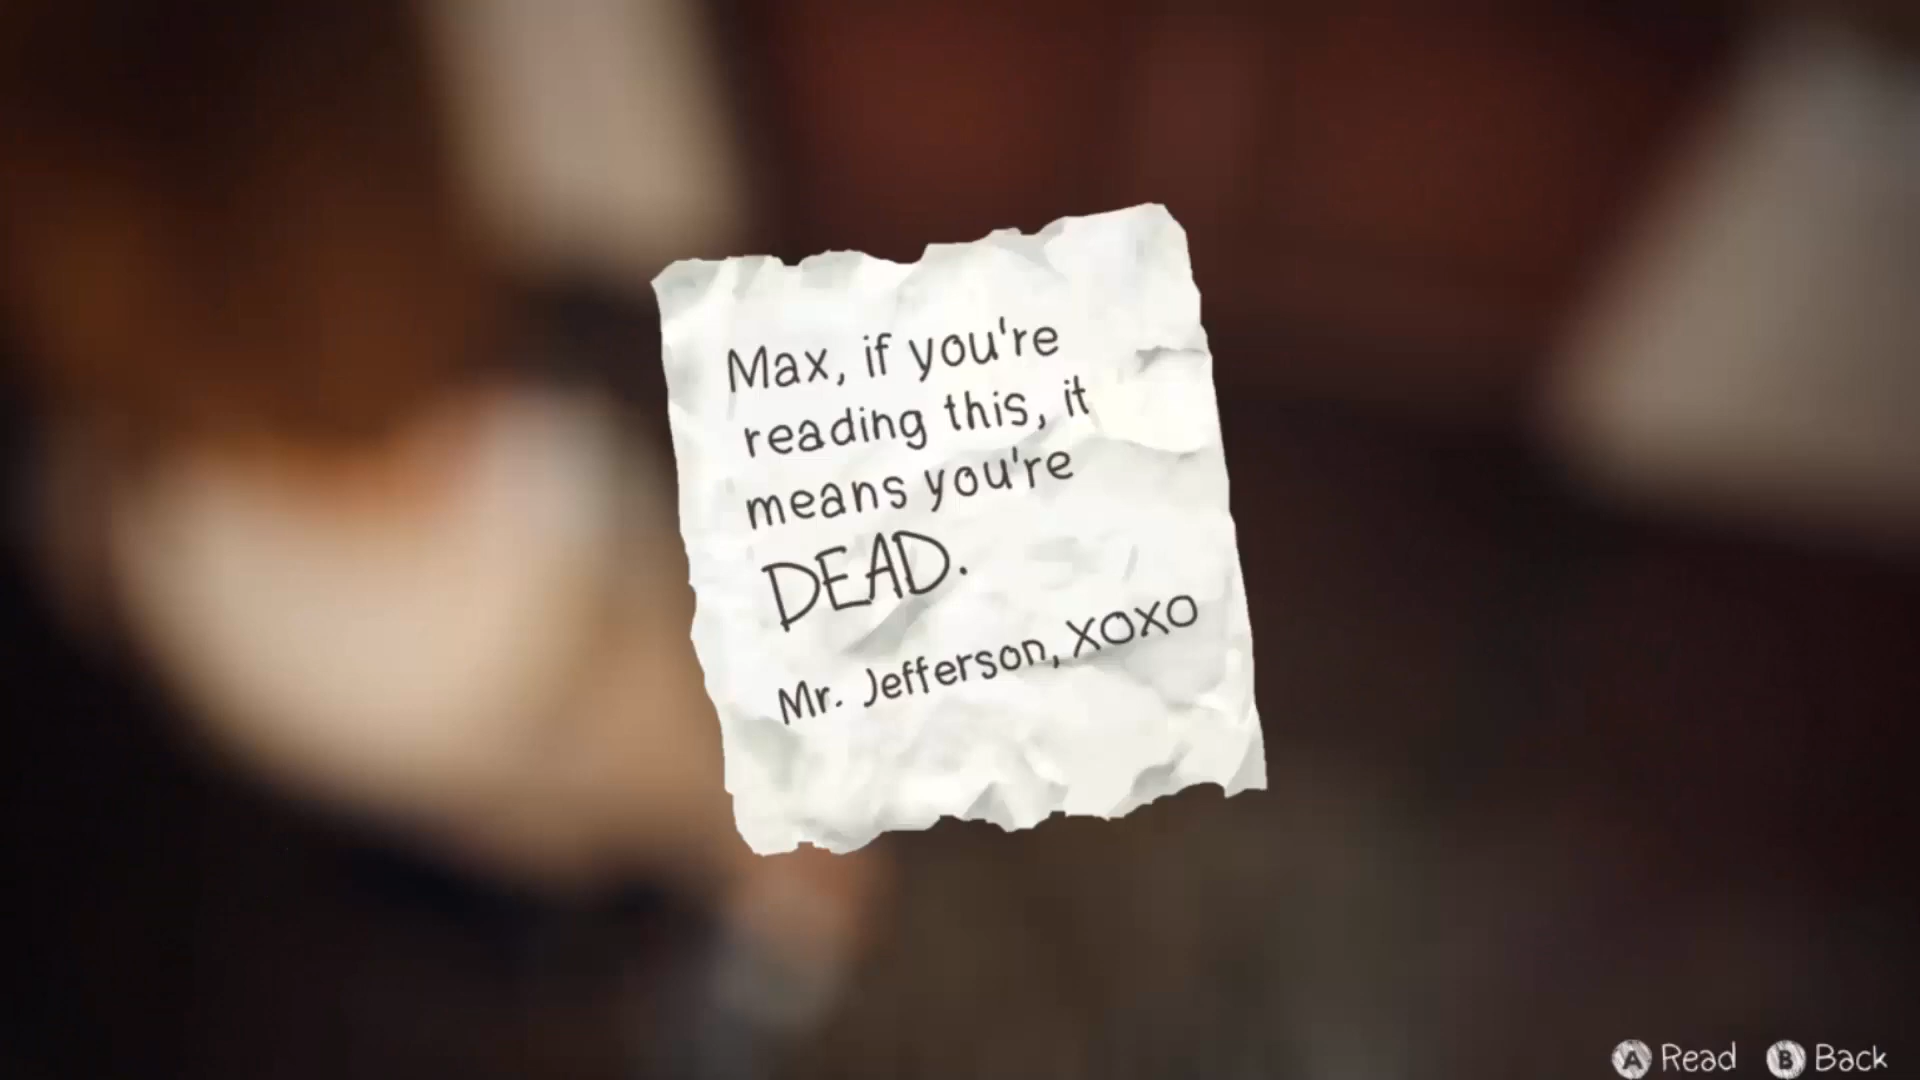 Max, if you're
reading this, it
means you're
DEAD.
Mr. Jefferson, XOXO
A Read B Back